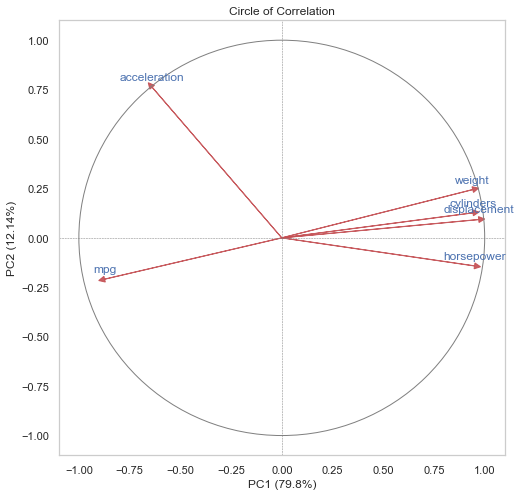 Circle of Correlation
1.00
0.75
0.50
0.25
0.00
−0.25
−0.50
−0.75
−1.00
PC2 (12.14%)
acceleration
weight
cylinders
displacement
horsepower
mpg
−1.00 −0.75 −0.50 −0.25 0.00 0.25 0.50 0.75 1.00
PC1 (79.8%)